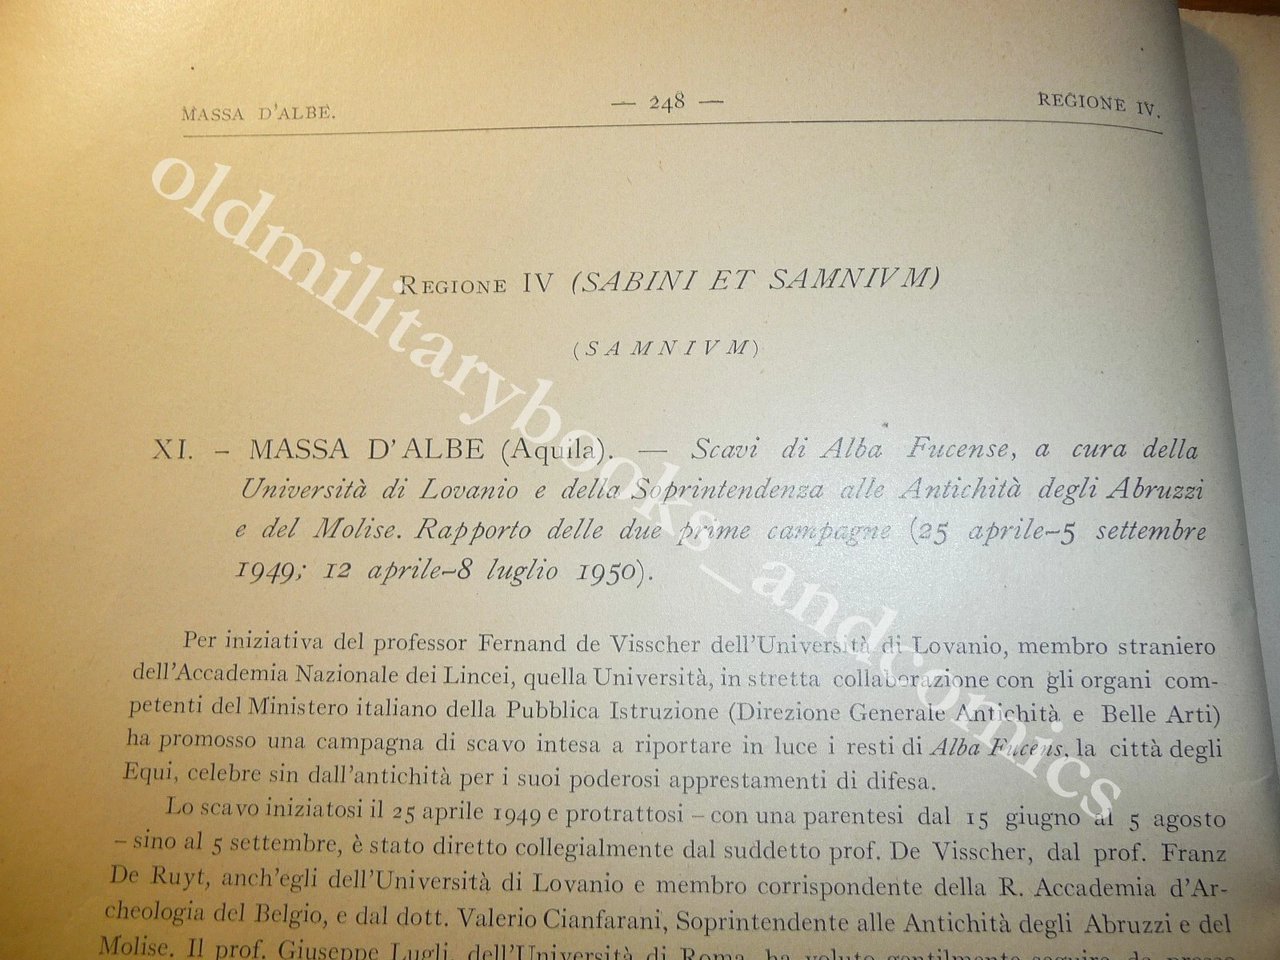 MASSA D'ALBE.
— 248 —
REGIONE IV.
REGIONE IV (SABINI ET SAMNIVM)
(SAMNIVM)
XI. – MASSA D'ALBE (Aquila). — Scavi di Alba Fucense, a cura della
Università di Lovanio e della Soprintendenza alle Antichità degli Abruzzi
e del Molise. Rapporto delle due prime campagne (25 aprile–5 settembre
1949; 12 aprile–8 luglio 1950).
Per iniziativa del professor Fernand de Visscher dell'Università di Lovanio, membro straniero
dell'Accademia Nazionale dei Lincei, quella Università, in stretta collaborazione con gli organi com-
petenti del Ministero italiano della Pubblica Istruzione (Direzione Generale Antichità e Belle Arti)
ha promosso una campagna di scavo intesa a riportare in luce i resti di Alba Fucens, la città degli
Equi, celebre sin dall'antichità per i suoi poderosi apprestamenti di difesa.
Lo scavo iniziatosi il 25 aprile 1949 e protrattosi – con una parentesi dal 15 giugno al 5 agosto
– sino al 5 settembre, è stato diretto collegialmente dal suddetto prof. De Visscher, dal prof. Franz
De Ruyt, anch'egli dell'Università di Lovanio e membro corrispondente della R. Accademia d'Ar-
cheologia del Belgio, e dal dott. Valerio Cianfarani, Soprintendente alle Antichità degli Abruzzi e del
Molise. Il prof. Giuseppe Lugli, dell'Università di Roma, ha voluto gentilmente seguire da presso
oldmilitarybooks_andcomics